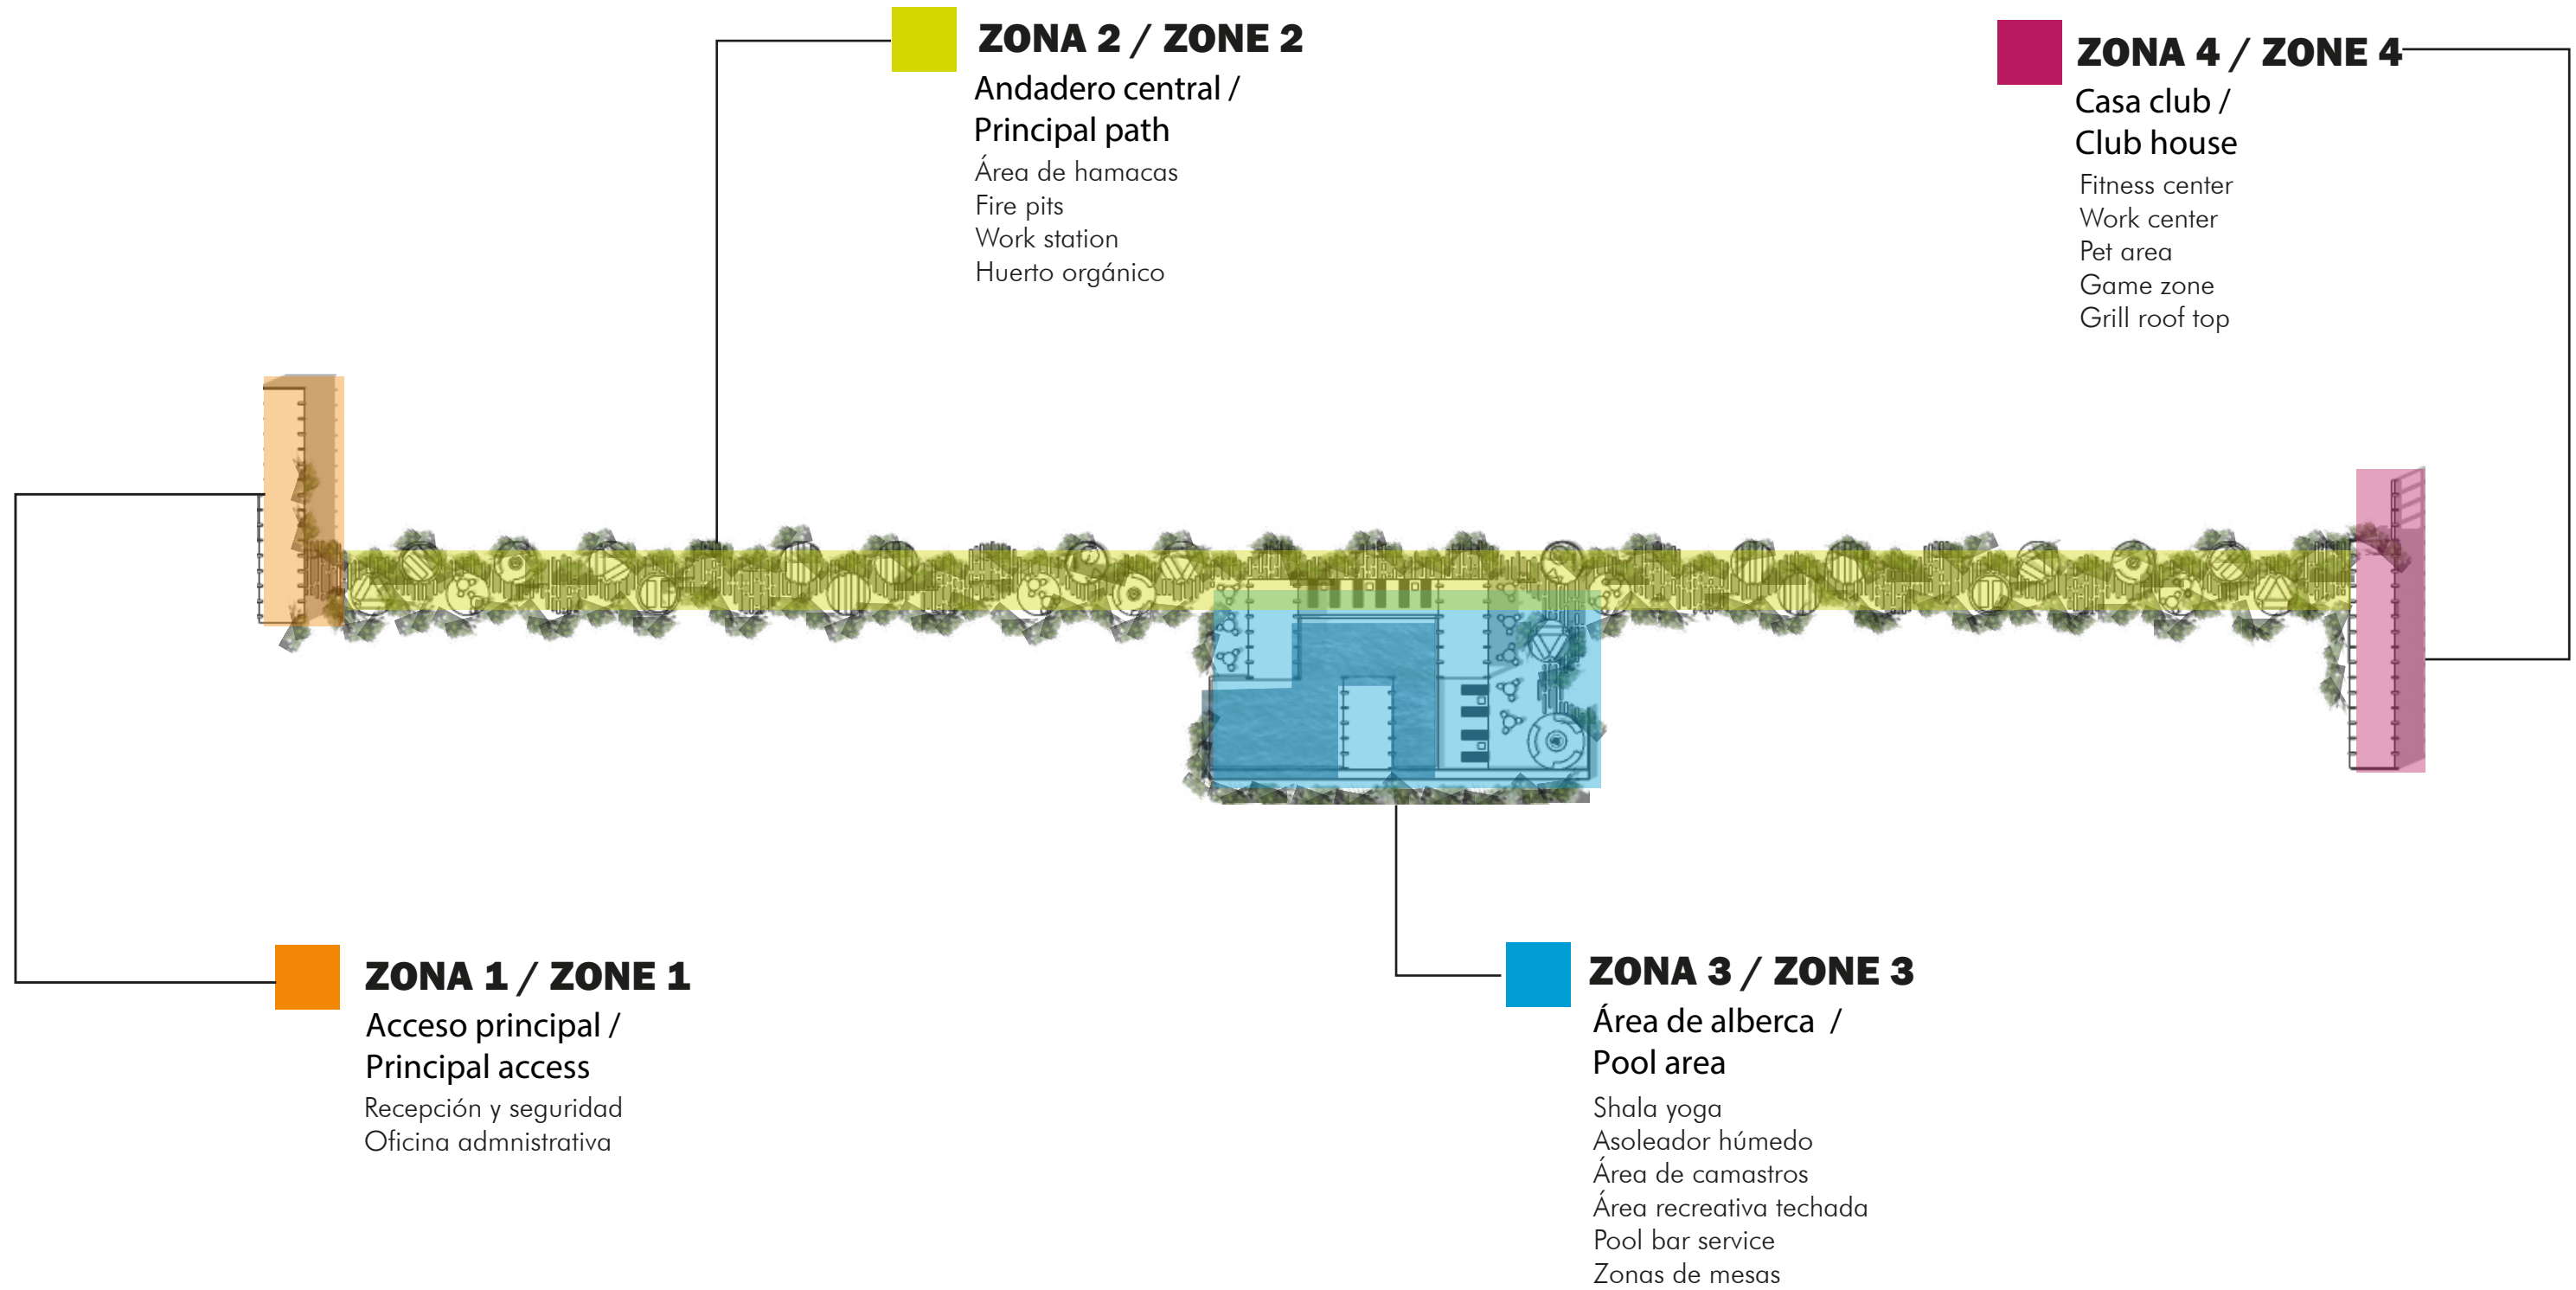 ZONA 2 / ZONE 2
Andadero central /
Principal path
Área de hamacas
Fire pits
Work station
Huerto orgánico
ZONA 4 / ZONE 4
Casa club /
Club house
Fitness center
Work center
Pet area
Game zone
Grill roof top
ZONA 1 / ZONE 1
Acceso principal /
Principal access
Recepción y seguridad
Oficina admnistrativa
ZONA 3 / ZONE 3
Área de alberca /
Pool area
Shala yoga
Asoleador húmedo
Área de camastros
Área recreativa techada
Pool bar service
Zonas de mesas